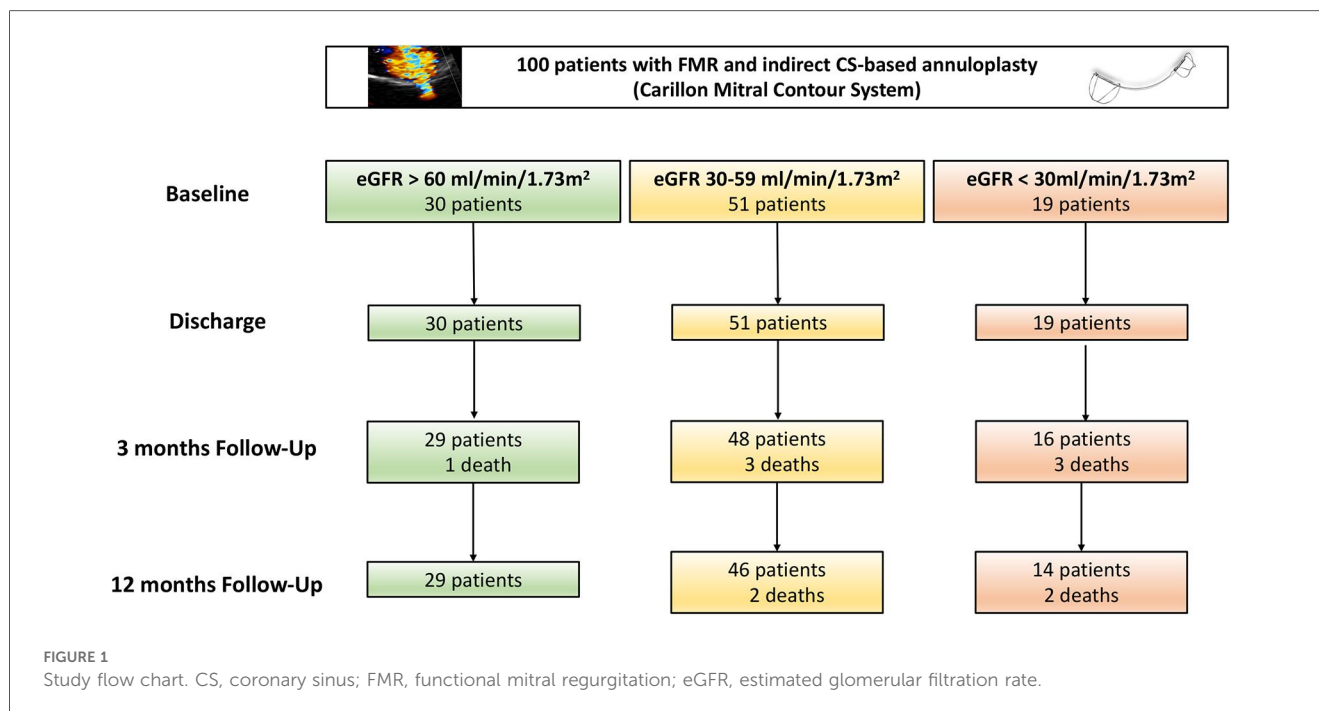 100 patients with FMR and indirect CS-based annuloplasty
(Carillon Mitral Contour System)
Baseline
eGFR > 60 ml/min/1.73m²
30 patients
eGFR 30-59 ml/min/1.73m²
51 patients
eGFR < 30ml/min/1.73m²
19 patients
Discharge
30 patients
51 patients
19 patients
3 months Follow-Up
29 patients
1 death
48 patients
3 deaths
16 patients
3 deaths
12 months Follow-Up
29 patients
46 patients
2 deaths
14 patients
2 deaths
FIGURE 1
Study flow chart. CS, coronary sinus; FMR, functional mitral regurgitation; eGFR, estimated glomerular filtration rate.